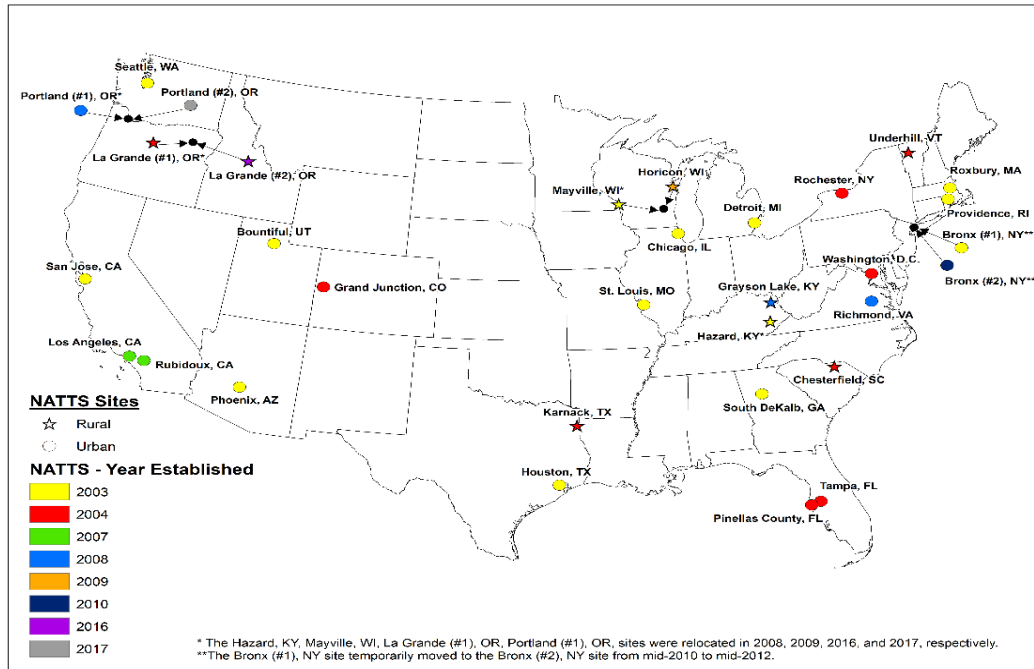 Seattle, WA
Portland (#1), OR*
Portland (#2), OR
La Grande (#1), OR*
La Grande (#2), OR
Underhill, VT
Horicon, WI
Mayville, WI*
Rochester, NY
Roxbury, MA
Detroit, MI
Providence, RI
Bountiful, UT
Chicago, IL
Bronx (#1), NY**
Washington, D.C.
San Jose, CA
Grand Junction, CO
St. Louis, MO
Grayson Lake, KY
Bronx (#2), NY**
Richmond, VA
Hazard, KY*
Los Angeles, CA
Rubidoux, CA
Phoenix, AZ
Chesterfield, SC
South DeKalb, GA
Karnack, TX
Houston, TX
Tampa, FL
Pinellas County, FL
NATTS Sites
Rural
Urban
NATTS - Year Established
2003
2004
2007
2008
2009
2010
2016
2017
* The Hazard, KY, Mayville, WI, La Grande (#1), OR, Portland (#1), OR, sites were relocated in 2008, 2009, 2016, and 2017, respectively.
**The Bronx (#1), NY site temporarily moved to the Bronx (#2), NY site from mid-2010 to mid-2012.